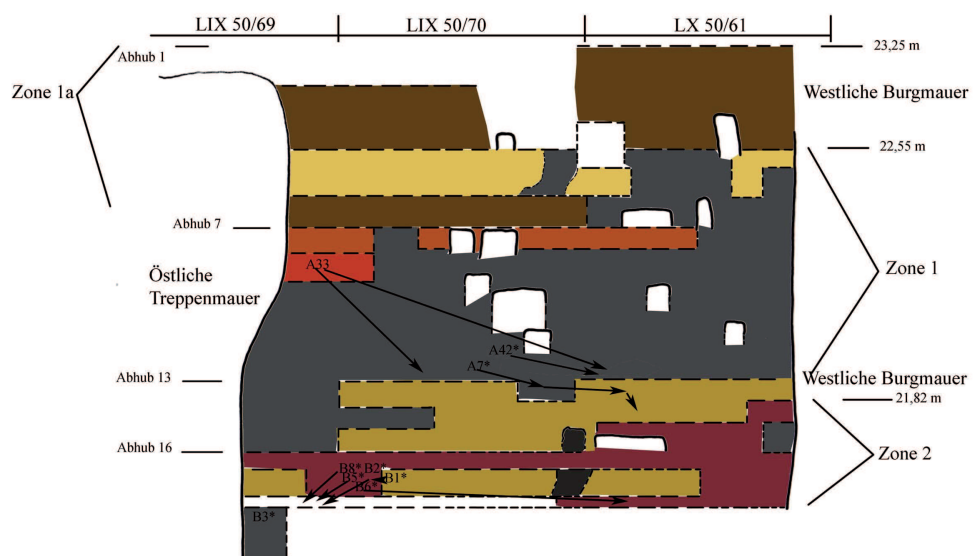 LIX 50/69 LIX 50/70 LX 50/61
Abhub 1
23,25 m
Zone 1a
Westliche Burgmauer
22,55 m
Abhub 7
A33
Östliche
Treppenmauer
Zone 1
A42*
A7*
Abhub 13
Westliche Burgmauer
21,82 m
Abhub 16
Zone 2
B8* B2*
B5* B1*
B6*
B3*